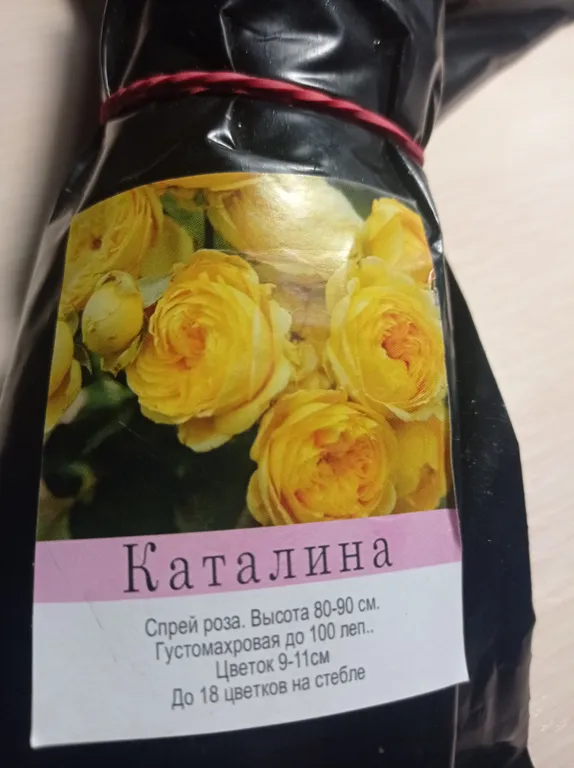 Каталина
Спрей роза. Высота 80-90 см.
Густомахровая до 100 леп..
Цветок 9-11см
До 18 цветков на стебле